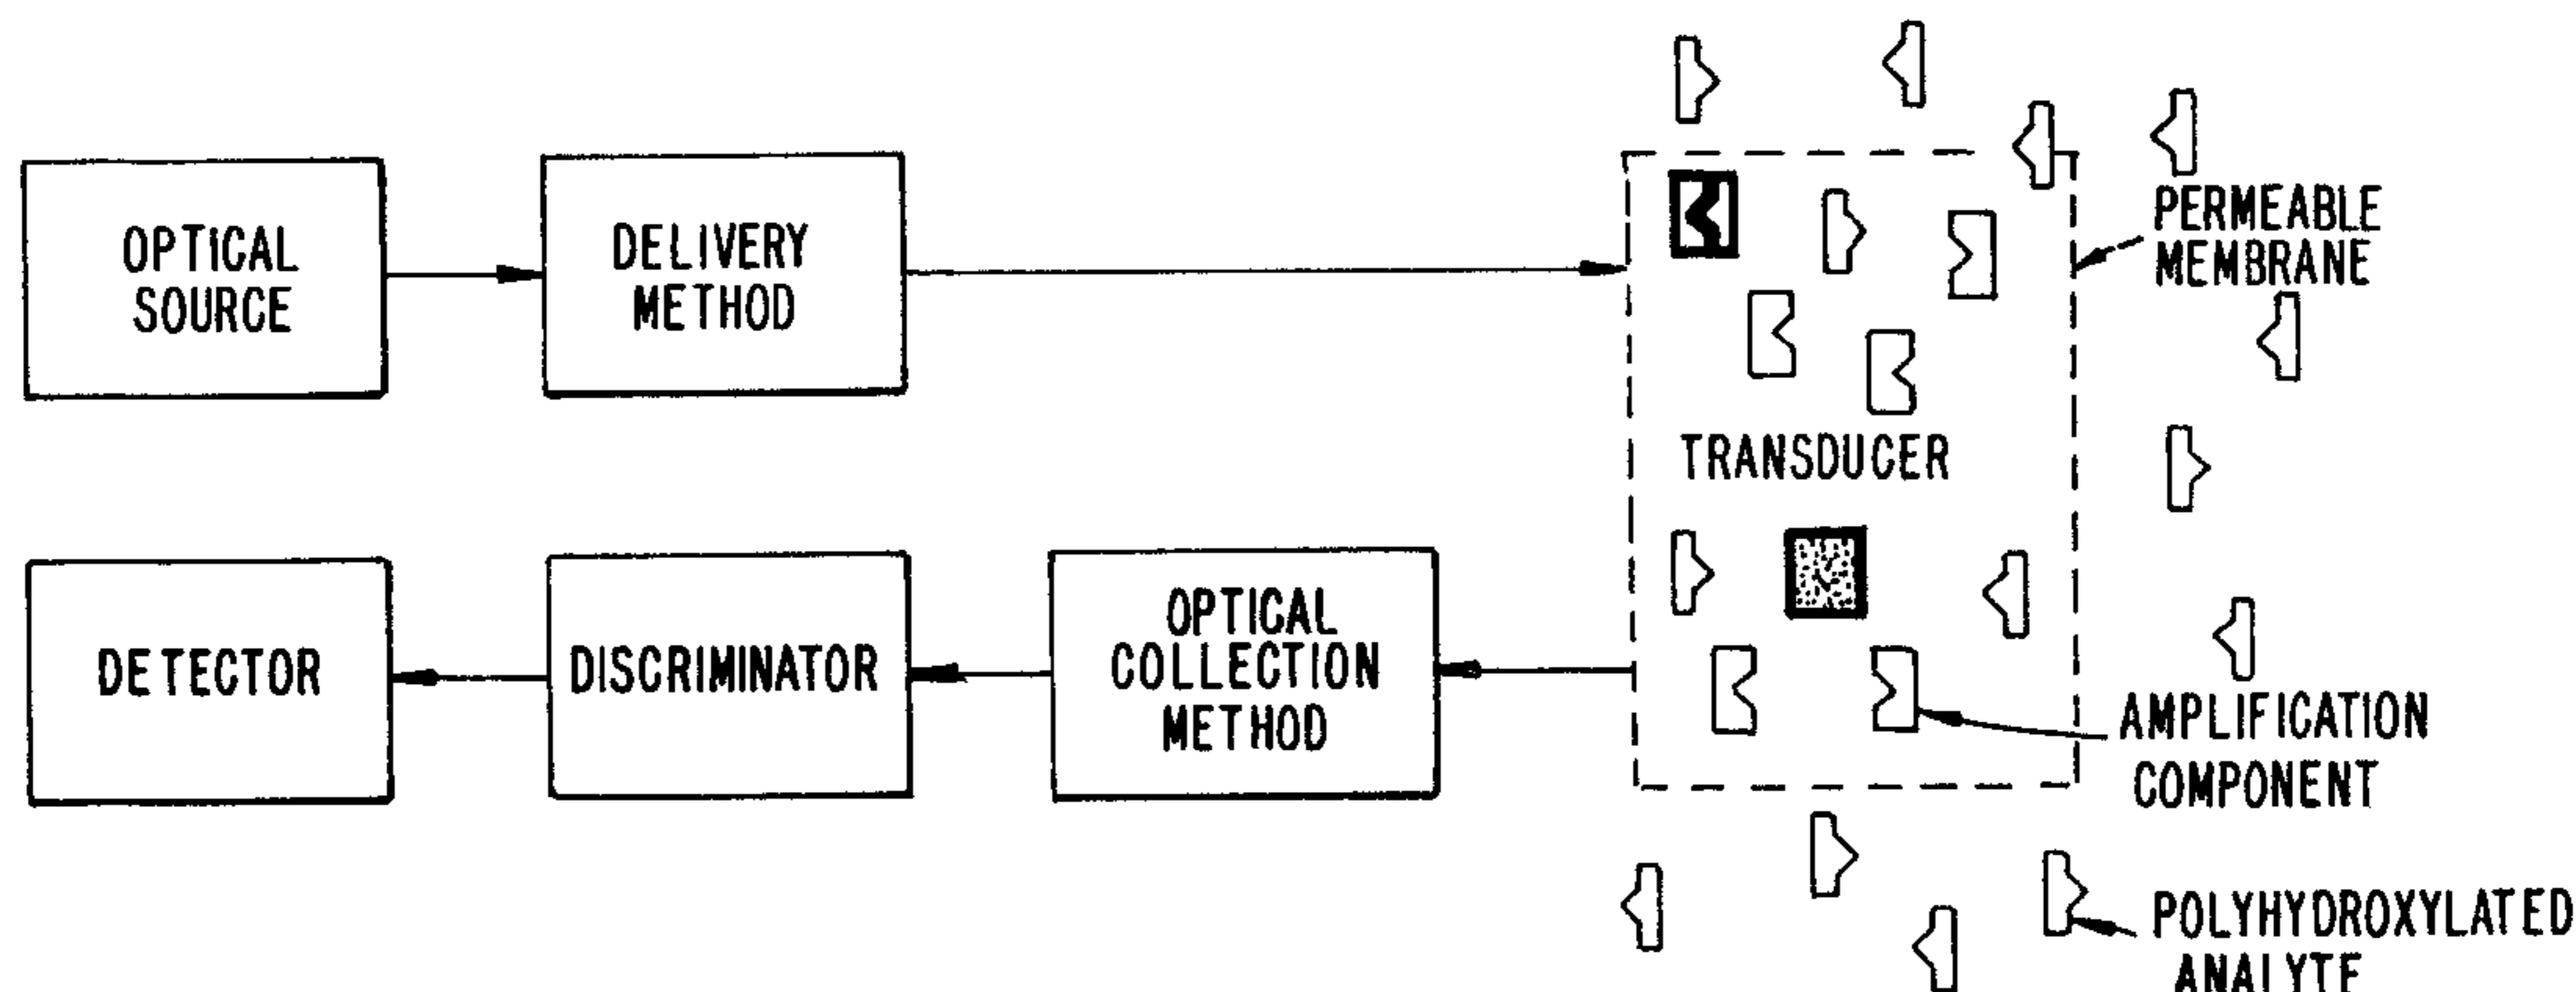 OPTICAL
SOURCE
DELIVERY
METHOD
PERMEABLE
MEMBRANE
TRANSDUCER
DETECTOR
DISCRIMINATOR
OPTICAL
COLLECTION
METHOD
AMPLIFICATION
COMPONENT
POLYHYDROXYLATED
ANALYTE